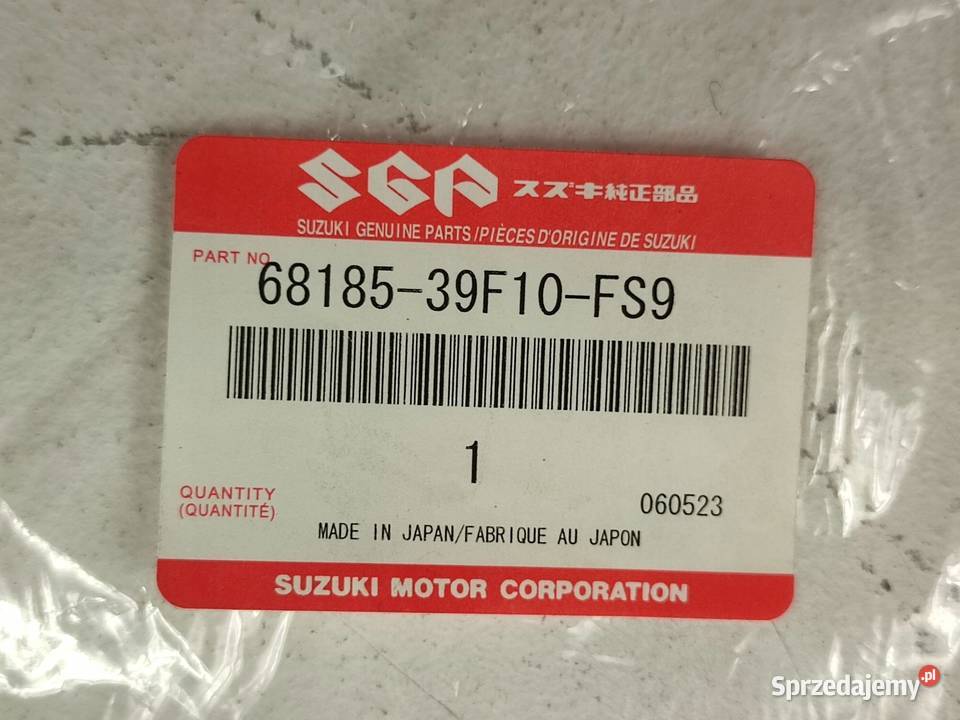 SGP スズキ純正部品
SUZUKI GENUINE PARTS/PIÈCES D'ORIGINE DE SUZUKI
PART NO
68185-39F10-FS9
1
QUANTITY
(QUANTITÉ)
060523
MADE IN JAPAN/FABRIQUE AU JAPON
SUZUKI MOTOR CORPORATION
Sprzedajemy.pl